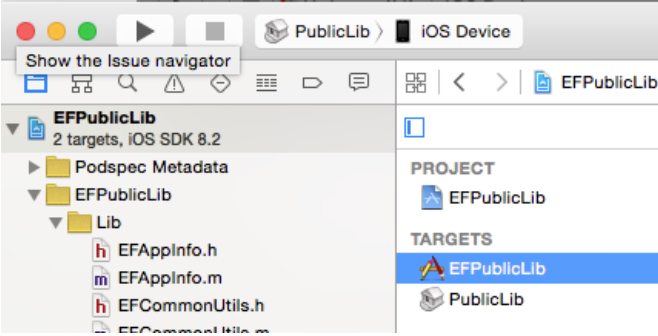 PublicLib
iOS Device
Show the Issue navigator
EFPublicLib
EFPublicLib
2 targets, iOS SDK 8.2
Podspec Metadata
EFPublicLib
Lib
h EFAppInfo.h
m EFAppInfo.m
h EFCommonUtils.h
m EFCommonUtils.m
PROJECT
EFPublicLib
TARGETS
EFPublicLib
PublicLib